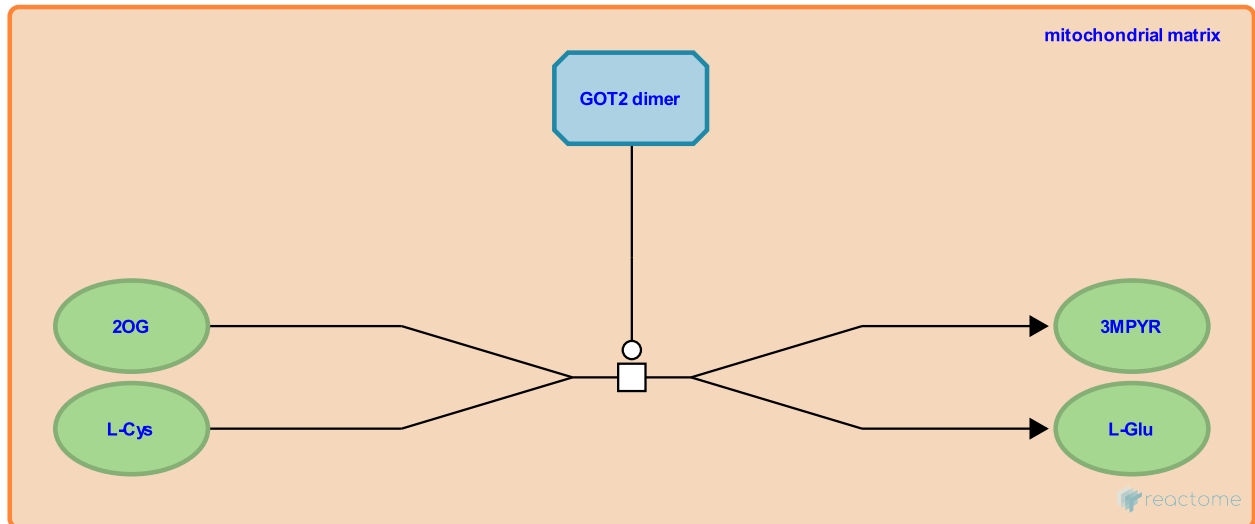 mitochondrial matrix
GOT2 dimer
2OG
3MPYR
L-Cys
L-Glu
reactome